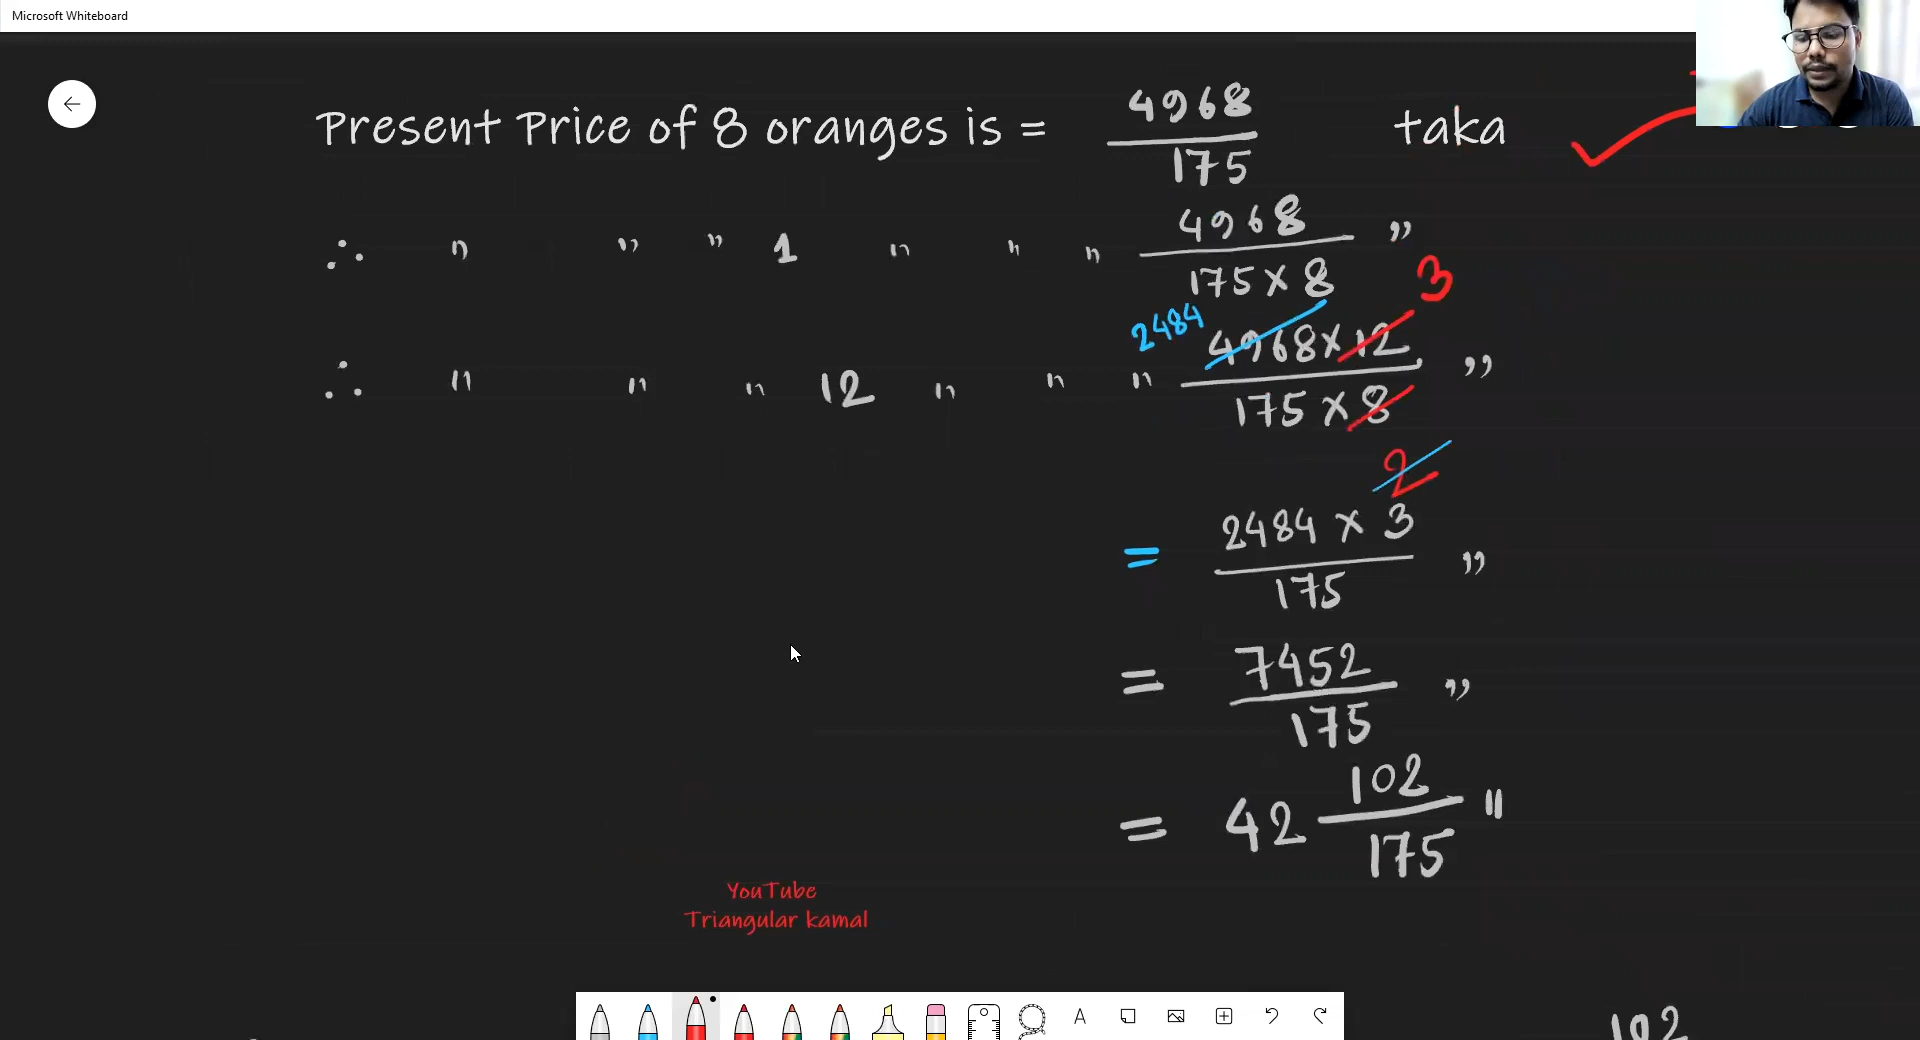 Microsoft Whiteboard
Present Price of 8 oranges is = 4968/175 taka
∴ " " " 1 " " " 4968/175 × 8 "
2484 3
∴ " " " 12 " " " 4968 × 12/175 × 8 "
2
= 2484 × 3/175 "
= 7452/175 "
= 42 102/175 "
YouTube
Triangular kamal
A
102